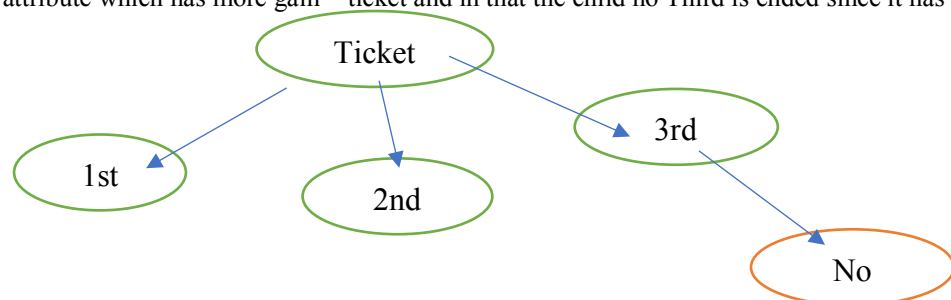 attribute which has more gain ticket and in that the child no Third is ended since it has
Ticket
3rd
1st
2nd
No